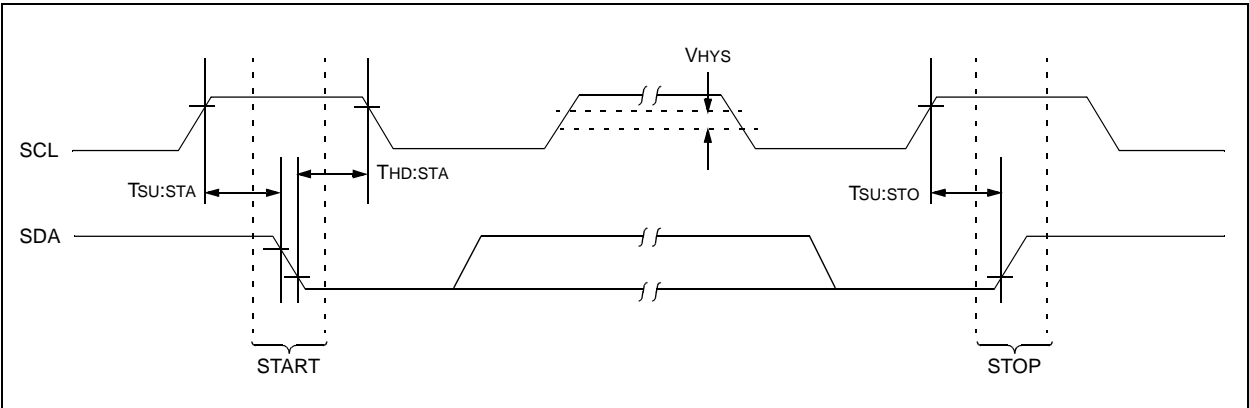 VHYS
SCL
THD:STA
TSU:STA
TSU:STO
SDA
START
STOP